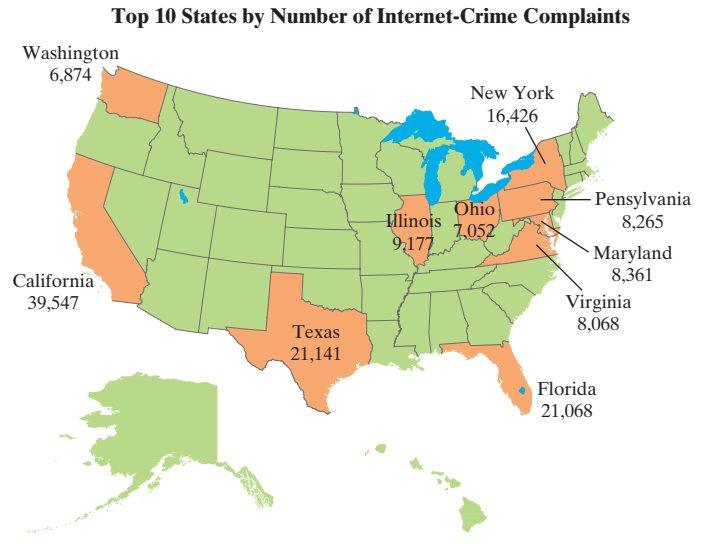 Top 10 States by Number of Internet-Crime Complaints
Washington
6,874
New York
16,426
Pensylvania
8,265
Ohio
7,052
Illinois
9,177
Maryland
8,361
California
39,547
Virginia
8,068
Texas
21,141
Florida
21,068